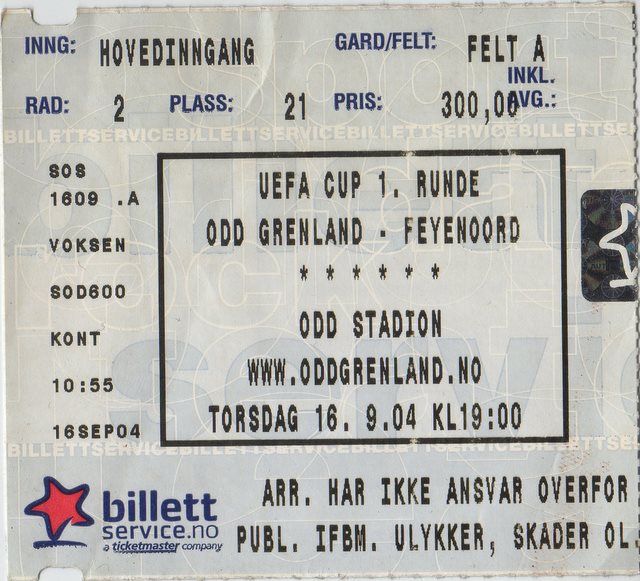 INNG: HOVEDINNGANG GARD/FELT: FELT A
RAD: 2 PLASS: 21 PRIS: 300,00 INKL. AVG.:
BILLETTSERVICEBILLETTSERVICEBILLETTSERVICEBILLETTSERVICEBILLETTSE
SOS
1609 .A
VOKSEN
SOD600
KONT
10:55
16SEP04
UEFA CUP 1. RUNDE
ODD GRENLAND - FEYENOORD
* * * * * *
ODD STADION
WWW.ODDGRENLAND.NO
TORSDAG 16. 9.04 KL19:00
BILLETTSERVICEBILLETTSERVICEBILLETTSERVICEBILLETTSERVICEBILLETTSE
billett
service.no
a ticketmaster company
ARR. HAR IKKE ANSVAR OVERFOR
PUBL. IFBM. ULYKKER, SKADER OL.